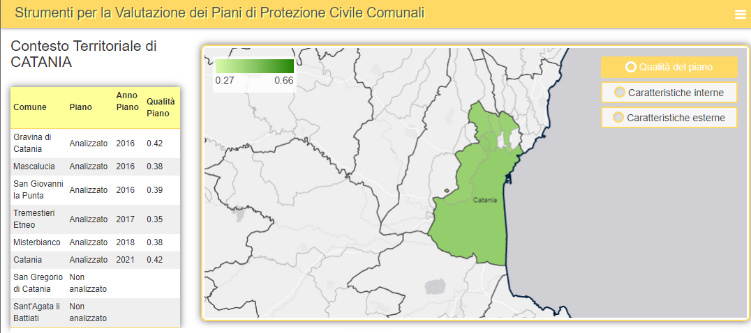 Strumenti per la Valutazione dei Piani di Protezione Civile Comunali
Contesto Territoriale di
CATANIA
Comune Piano Anno Piano Qualità Piano
Gravina di Catania Analizzato 2016 0.42
Mascalucia Analizzato 2016 0.38
San Giovanni la Punta Analizzato 2016 0.39
Tremestieri Etneo Analizzato 2017 0.35
Misterbianco Analizzato 2018 0.38
Catania Analizzato 2021 0.42
San Gregorio di Catania Non analizzato
Sant'Agata li Battiati Non analizzato
0.27 0.66
Catania
Qualità del piano
Caratteristiche interne
Caratteristiche esterne